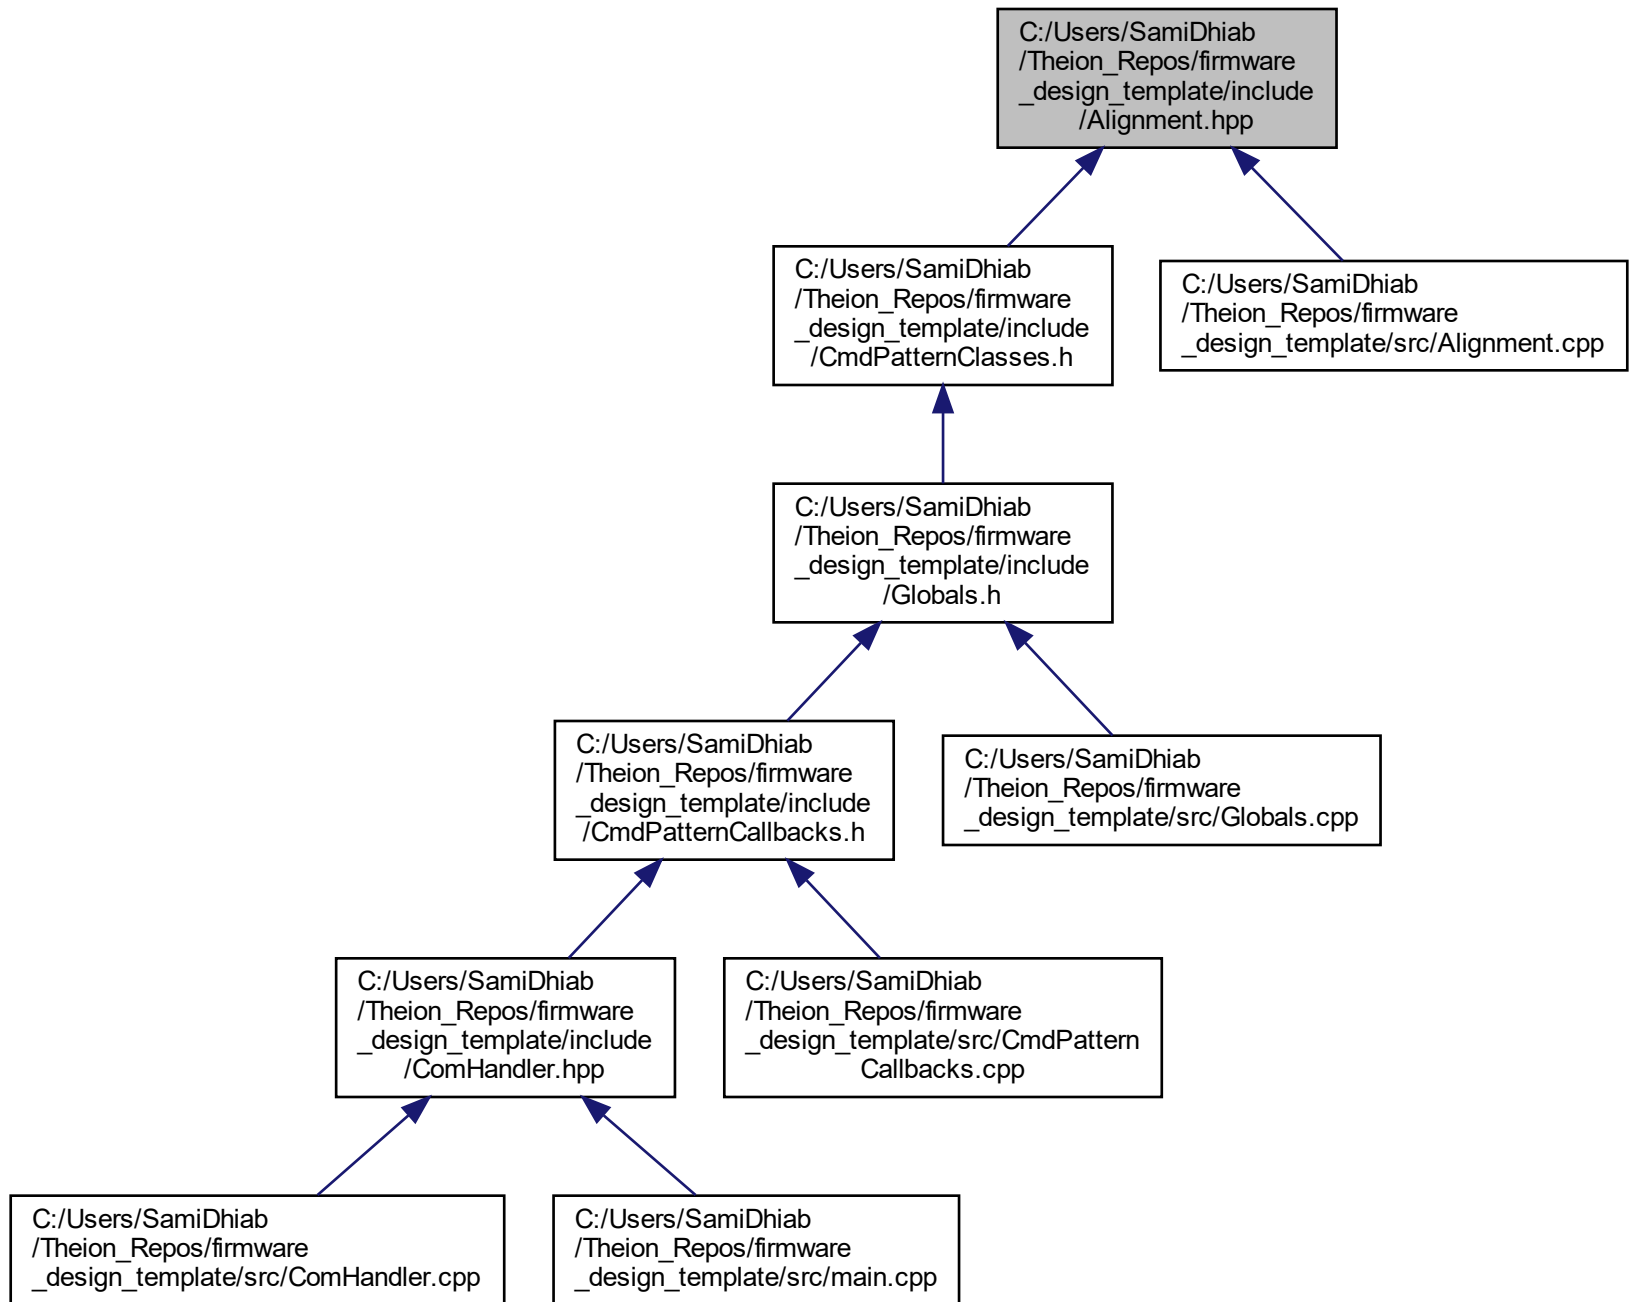 C:/Users/SamiDhiab
/Theion_Repos/firmware
_design_template/include
/Alignment.hpp
C:/Users/SamiDhiab
/Theion_Repos/firmware
_design_template/include
/CmdPatternClasses.h
C:/Users/SamiDhiab
/Theion_Repos/firmware
_design_template/src/Alignment.cpp
C:/Users/SamiDhiab
/Theion_Repos/firmware
_design_template/include
/Globals.h
C:/Users/SamiDhiab
/Theion_Repos/firmware
_design_template/include
/CmdPatternCallbacks.h
C:/Users/SamiDhiab
/Theion_Repos/firmware
_design_template/src/Globals.cpp
C:/Users/SamiDhiab
/Theion_Repos/firmware
_design_template/include
/ComHandler.hpp
C:/Users/SamiDhiab
/Theion_Repos/firmware
_design_template/src/CmdPattern
Callbacks.cpp
C:/Users/SamiDhiab
/Theion_Repos/firmware
_design_template/src/ComHandler.cpp
C:/Users/SamiDhiab
/Theion_Repos/firmware
_design_template/src/main.cpp